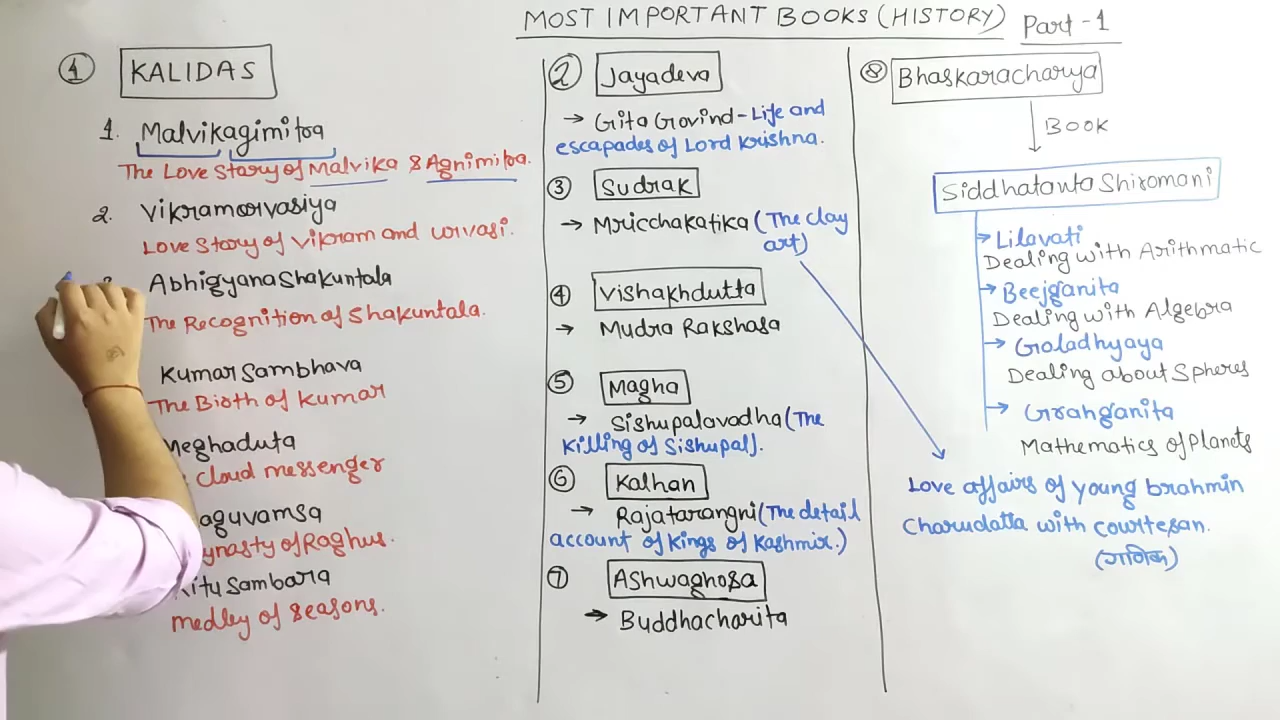 MOST IMPORTANT BOOKS (HISTORY) Part-1
① KALIDAS
1. Malvikagimitra
The Love Story of Malvika & Agnimitra.
2. Vikramorvasiya
Love Story of Vikram and Urvasi.
Abhigyana Shakuntala
The Recognition of Shakuntala.
Kumar Sambhava
The Birth of Kumar
Meghaduta
cloud messenger
aguvamsa
ynasty of Raghus.
Ritu Sambara
medley of seasons.
② Jayadeva
→ Gita Govind - Life and
escapades of Lord Krishna.
③ Sudrak
→ Mricchakatika (The clay
art)
④ Vishakhdutta
→ Mudra Rakshasa
⑤ Magha
→ Sishupalavadha (The
Killing of Sishupal).
⑥ Kalhan
→ Rajatarangni (The detail
account of Kings of Kashmir.)
⑦ Ashwaghosa
→ Buddhacharita
⑧ Bhaskaracharya
BOOK
Siddhatanta Shiromani
→ Lilavati
Dealing with Arithmatic
→ Beejganita
Dealing with Algebra
→ Goladhyaya
Dealing about Spheres
→ Grahganita
Mathematics of Planets
Love affairs of young brahmin
Charudatta with courtesan.
(गणिक)